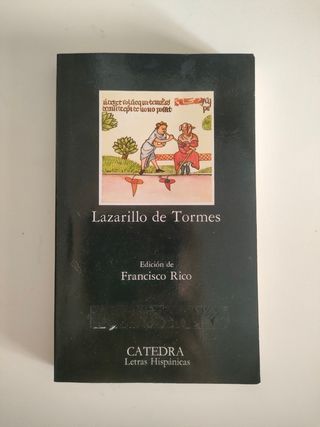 Lazarillo de Tormes
Edición de
Francisco Rico
CATEDRA
Letras Hispánicas